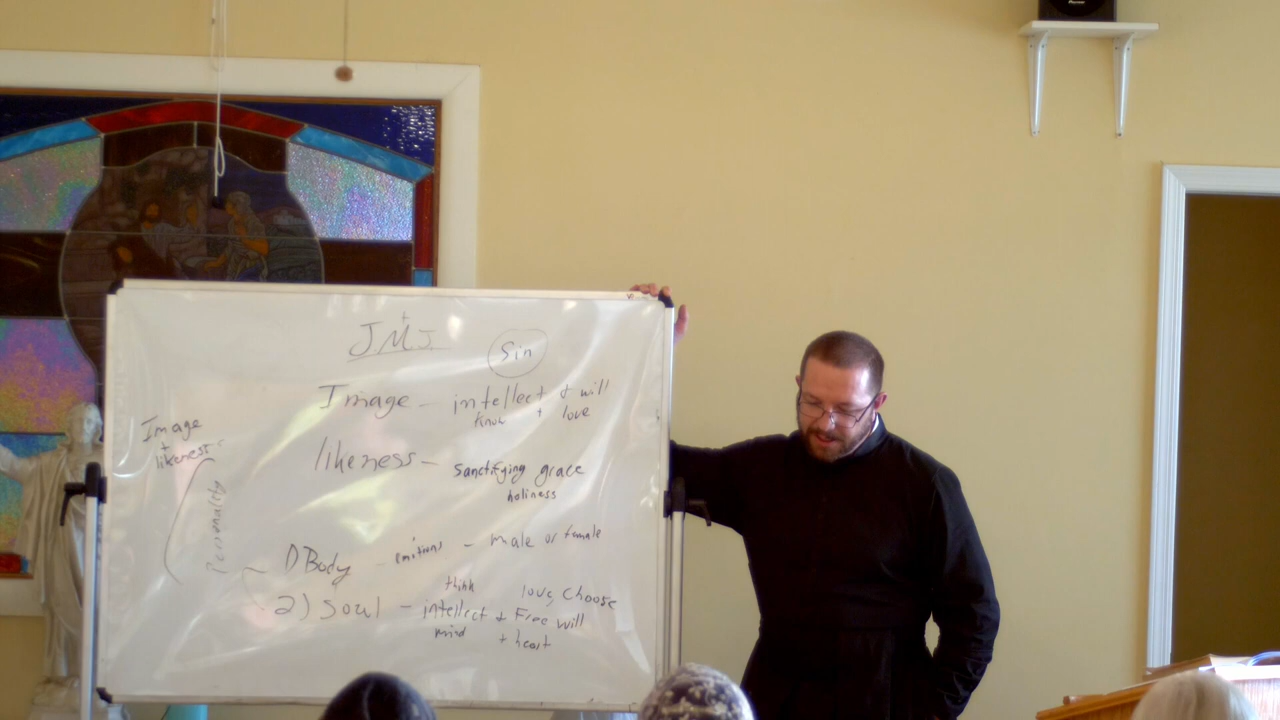 JMJ
Sin
Image - intellect & will
know + love
likeness - sanctifying grace
holiness
Image
+
likeness
Personality
1) Body - emotions - male or female
think love, choose
2) Soul - intellect & Free will
mind + heart